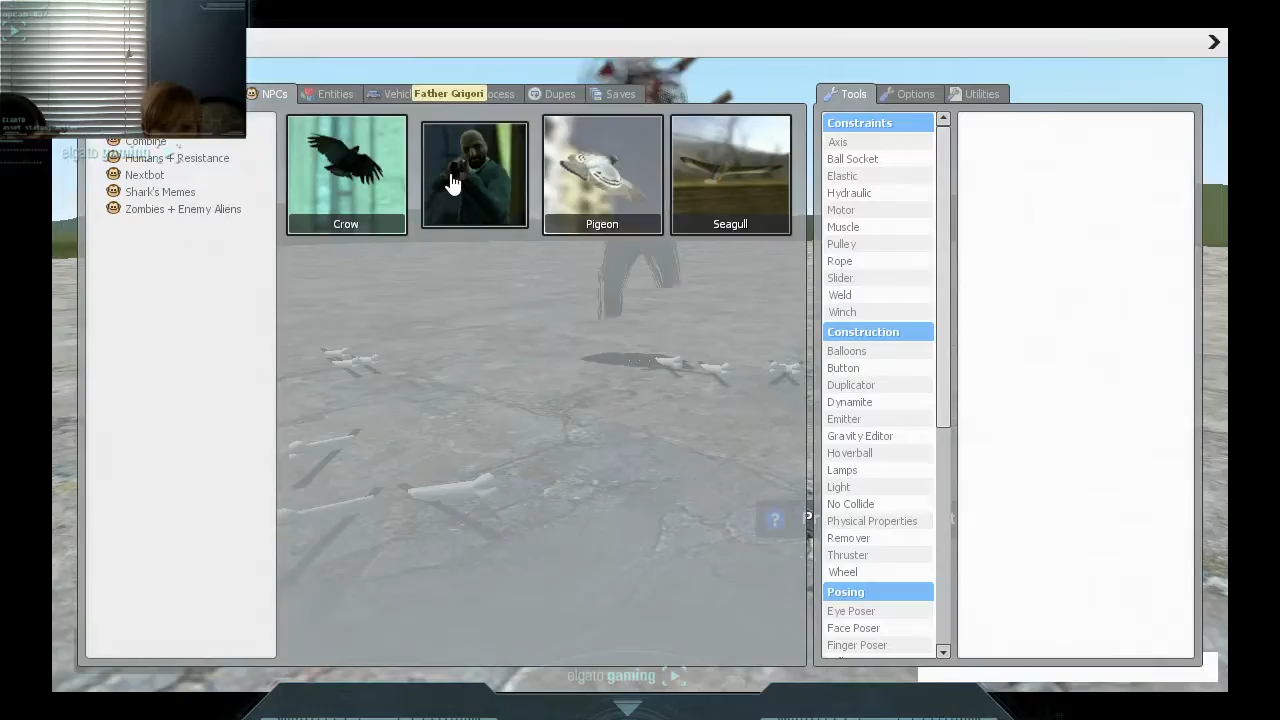 NPCs
Entities
Vehic
Father Grigori
ocess
Dupes
Saves
Tools
Options
Utilities
Combine
Humans + Resistance
Nextbot
Shark's Memes
Zombies + Enemy Aliens
Crow
Pigeon
Seagull
Constraints
Axis
Ball Socket
Elastic
Hydraulic
Motor
Muscle
Pulley
Rope
Slider
Weld
Winch
Construction
Balloons
Button
Duplicator
Dynamite
Emitter
Gravity Editor
Hoverball
Lamps
Light
No Collide
Physical Properties
Remover
Thruster
Wheel
Posing
Eye Poser
Face Poser
Finger Poser
elgato gaming
elgato gaming